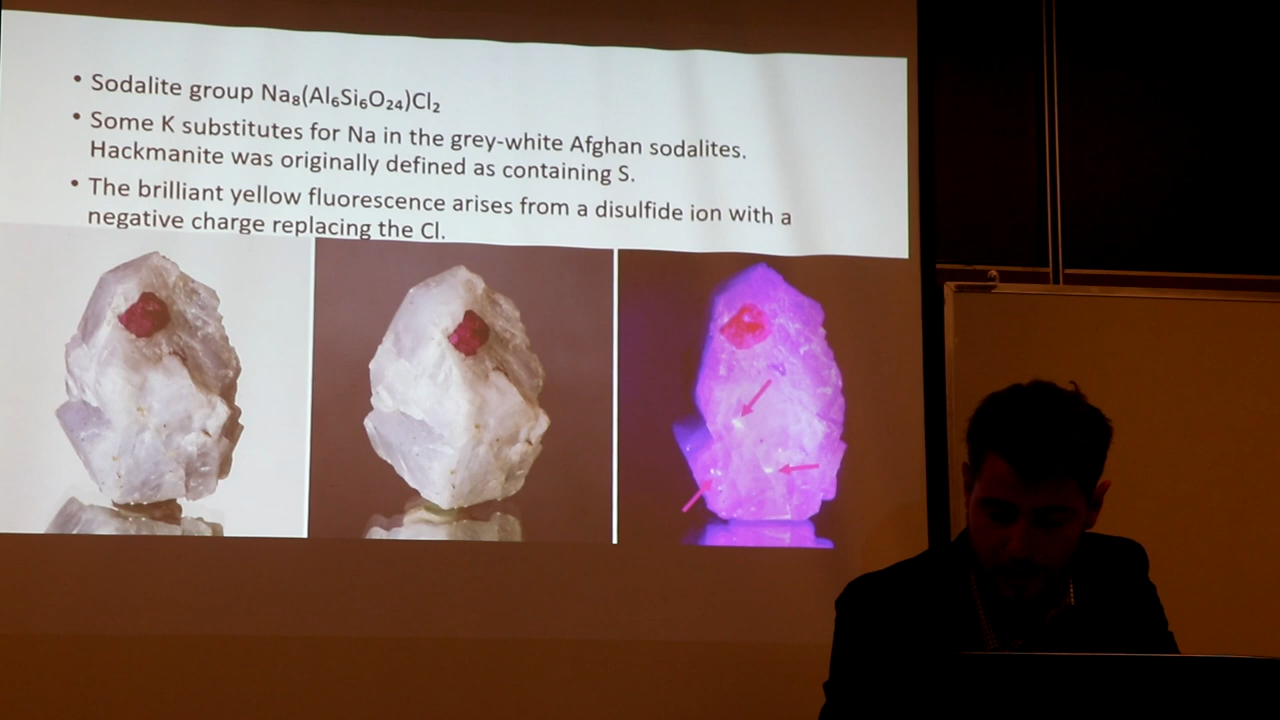 • Sodalite group Na₈(Al₆Si₆O₂₄)Cl₂
• Some K substitutes for Na in the grey-white Afghan sodalites.
Hackmanite was originally defined as containing S.
• The brilliant yellow fluorescence arises from a disulfide ion with a
negative charge replacing the Cl.